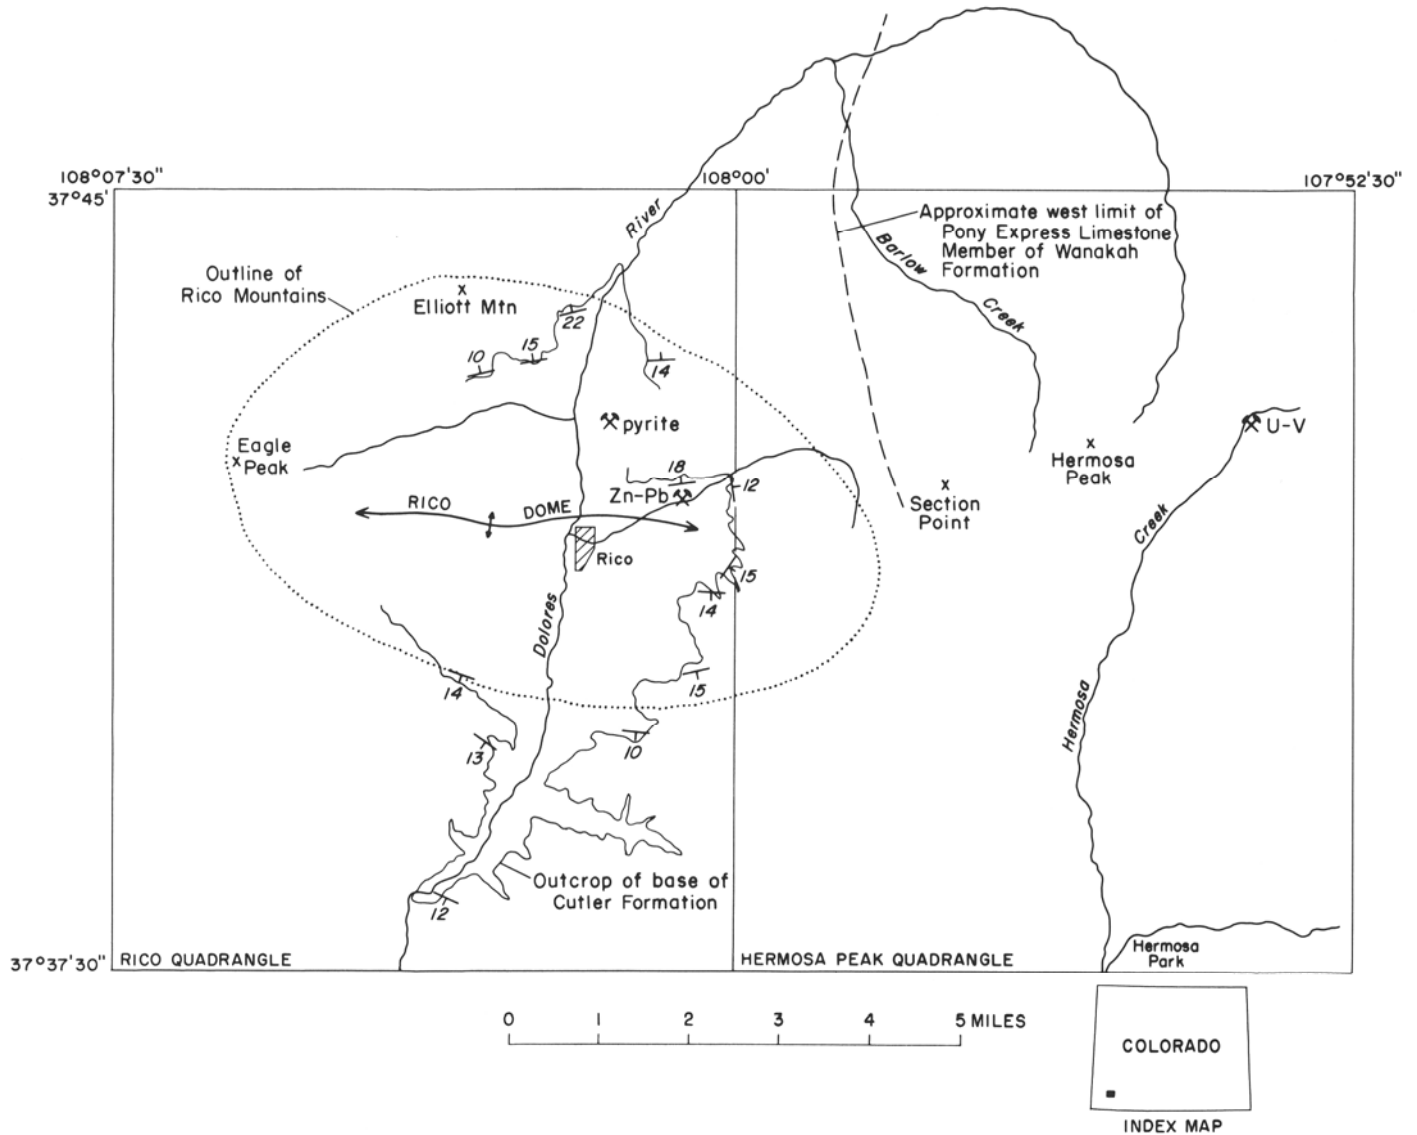 108°07'30"
108°00'
107°52'30"
37°45'
River
Approximate west limit of
Pony Express Limestone
Member of Wanakah
Formation
Barlow
Creek
Outline of
Rico Mountains
x
Elliott Mtn
22
15
10
14
pyrite
Eagle
x Peak
U-V
x
Hermosa
Peak
18
Zn-Pb
12
x
Section
Point
RICO
DOME
Creek
Rico
15
14
Dolores
14
15
Hermosa
13
10
Outcrop of base of
Cutler Formation
12
37°37'30"
RICO QUADRANGLE
HERMOSA PEAK QUADRANGLE
Hermosa
Park
0 1 2 3 4 5 MILES
COLORADO
INDEX MAP